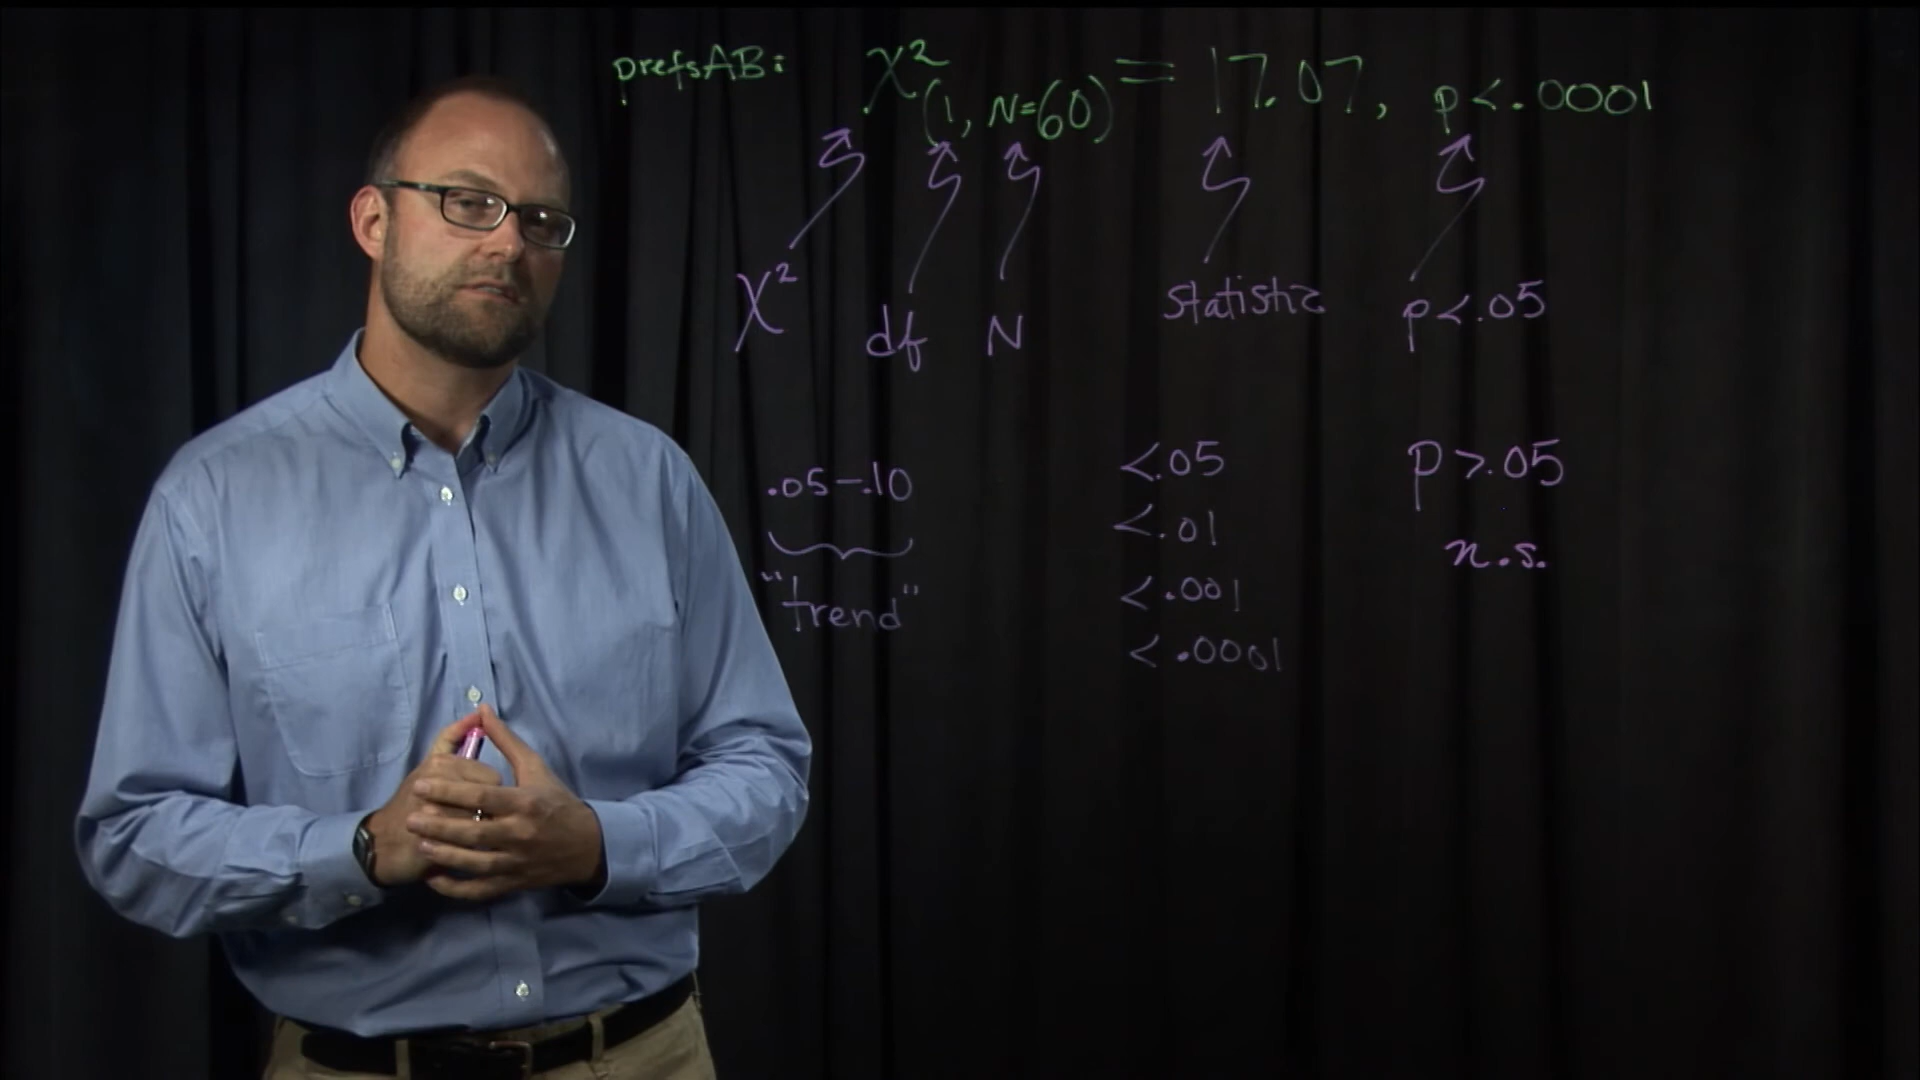 prefsAB: χ²(1, N=60) = 17.07, p<.0001
χ² df N statistic p<.05
.05–.10 <.05 p>.05
"trend" <.01 n.s.
<.001
<.0001